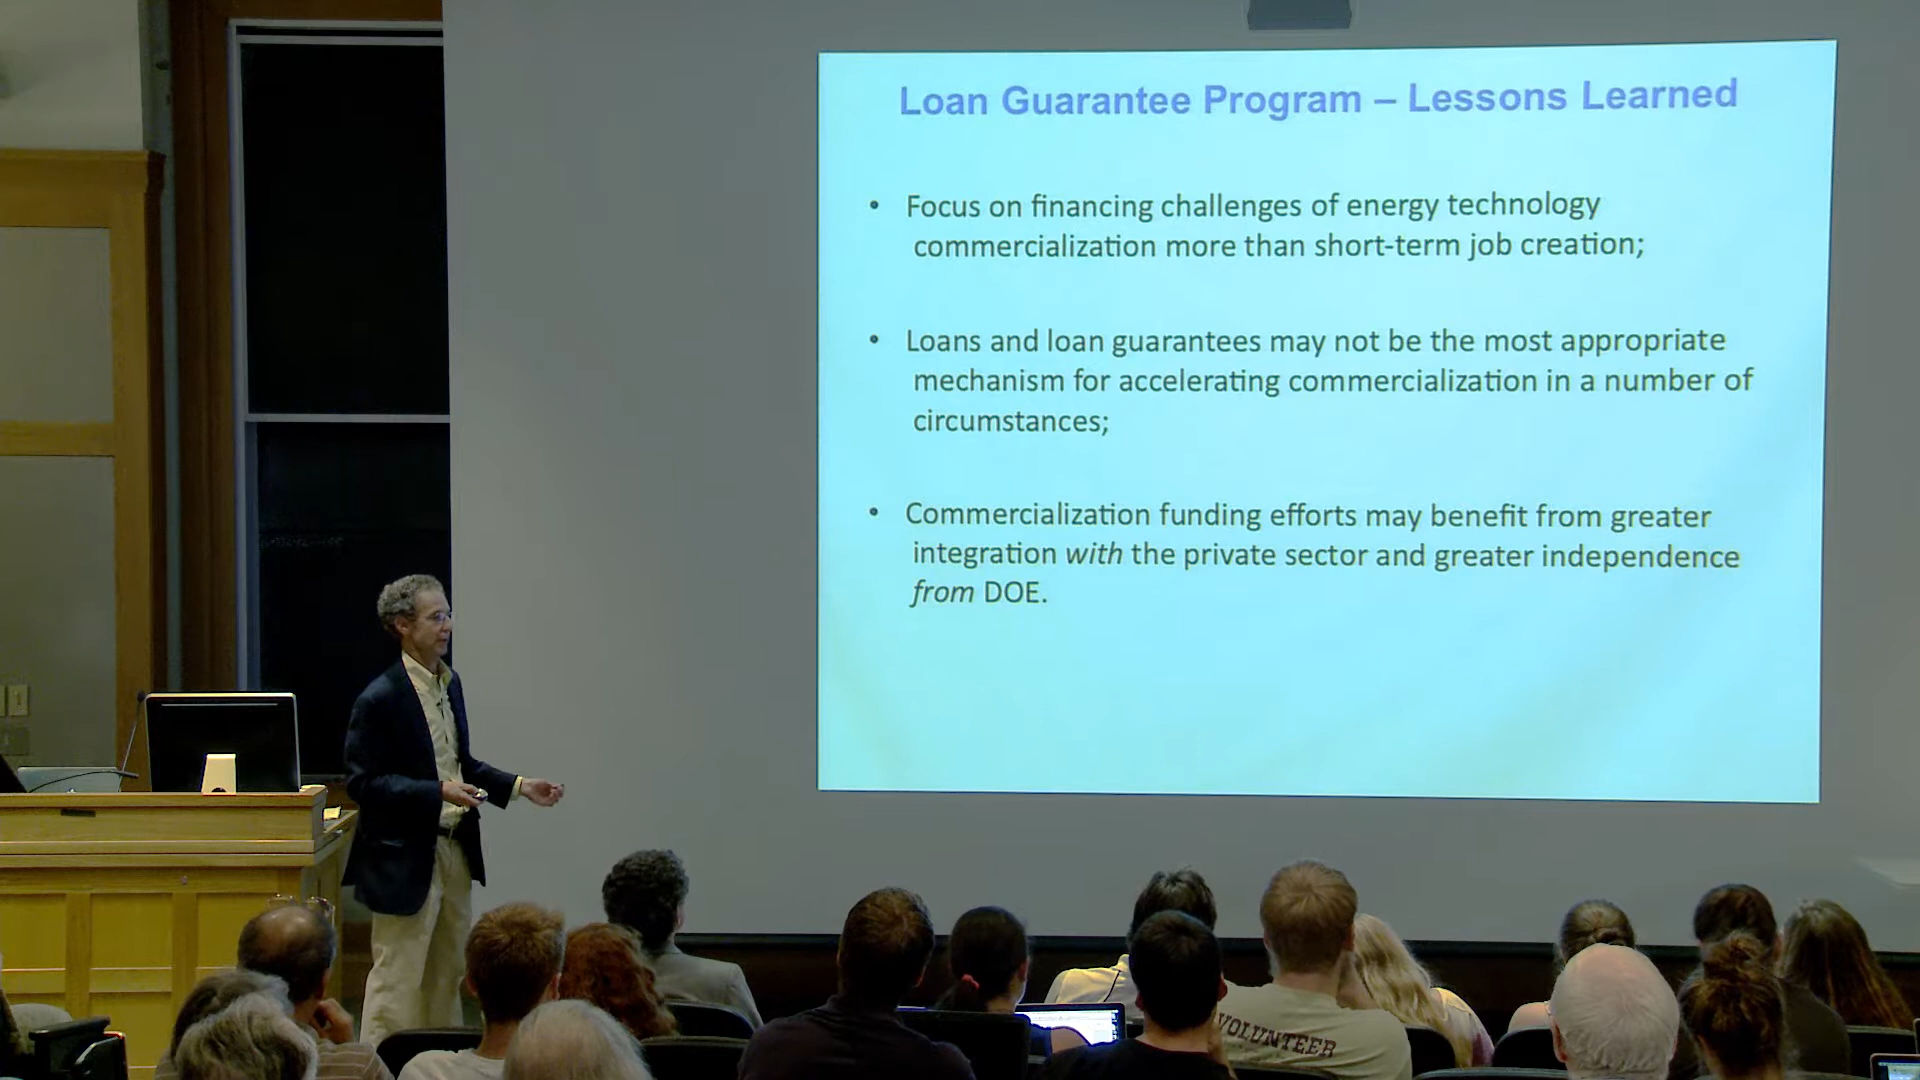 Loan Guarantee Program – Lessons Learned
• Focus on financing challenges of energy technology
commercialization more than short-term job creation;
• Loans and loan guarantees may not be the most appropriate
mechanism for accelerating commercialization in a number of
circumstances;
• Commercialization funding efforts may benefit from greater
integration with the private sector and greater independence
from DOE.
VOLUNTEER